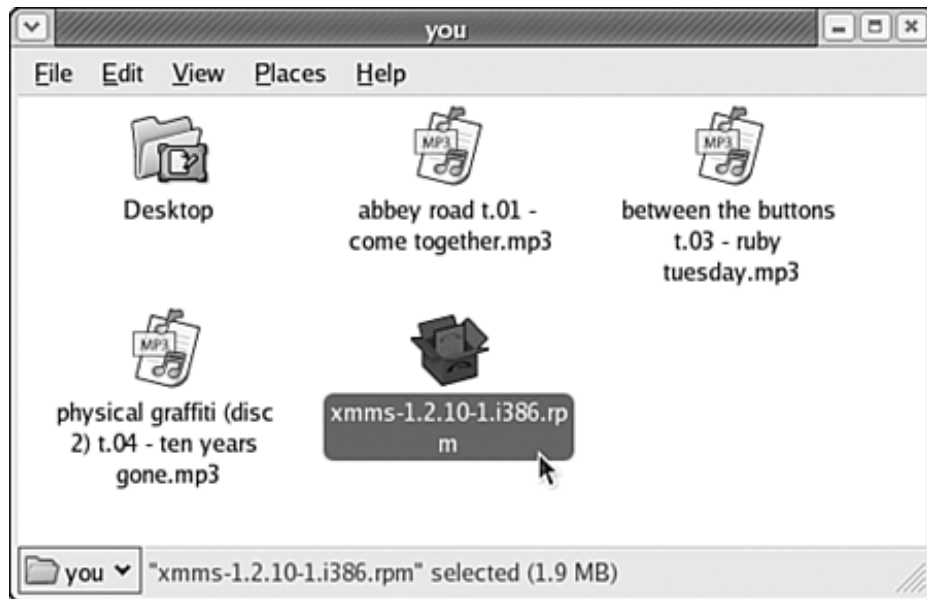 you
File Edit View Places Help
MP3
MP3
Desktop
abbey road t.01 -
come together.mp3
between the buttons
t.03 - ruby
tuesday.mp3
MP3
physical graffiti (disc
2) t.04 - ten years
gone.mp3
xmms-1.2.10-1.i386.rp
m
you "xmms-1.2.10-1.i386.rpm" selected (1.9 MB)